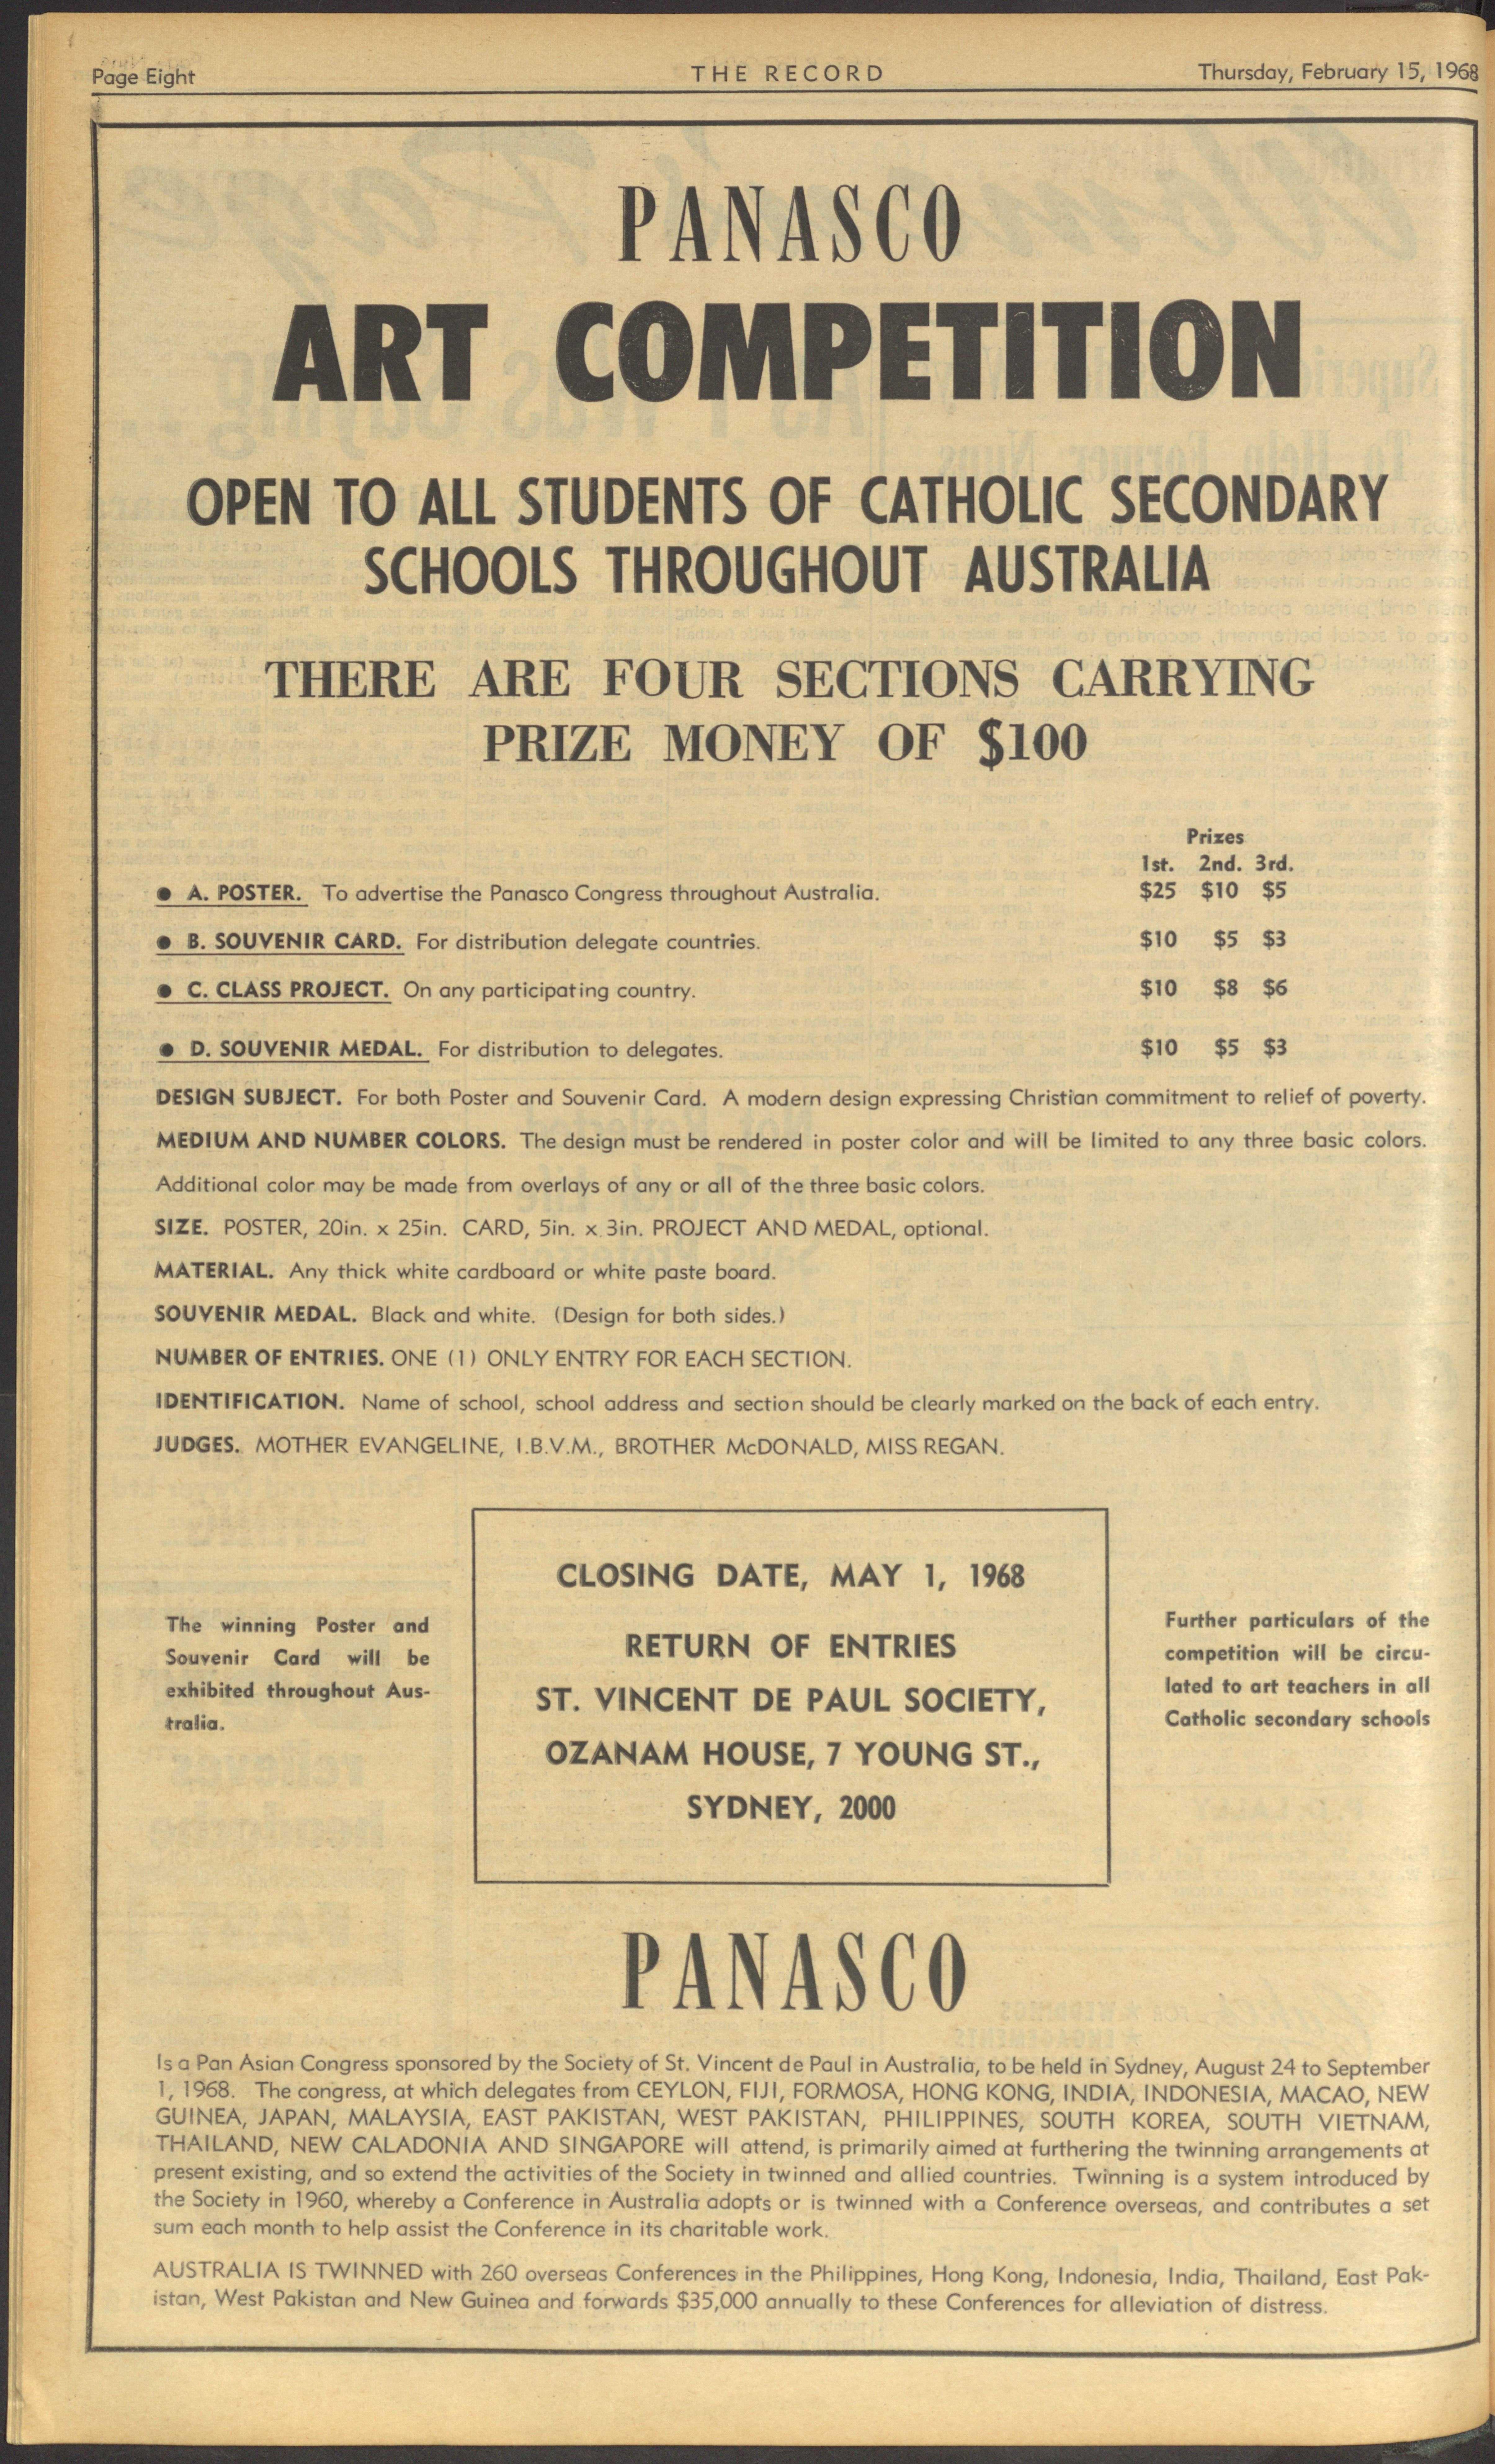 Page Eight
THE RECORD
Thursday, February 15, 1968
PANASCO
ART COMPETITION
OPEN TO ALL STUDENTS OF CATHOLIC SECONDARY
SCHOOLS THROUGHOUT AUSTRALIA
THERE ARE FOUR SECTIONS CARRYING
PRIZE MONEY OF $100
Prizes
1st. 2nd. 3rd.
● A. POSTER. To advertise the Panasco Congress throughout Australia. $25 $10 $5
● B. SOUVENIR CARD. For distribution delegate countries. $10 $5 $3
● C. CLASS PROJECT. On any participating country. $10 $8 $6
● D. SOUVENIR MEDAL. For distribution to delegates. $10 $5 $3
DESIGN SUBJECT. For both Poster and Souvenir Card. A modern design expressing Christian commitment to relief of poverty.
MEDIUM AND NUMBER COLORS. The design must be rendered in poster color and will be limited to any three basic colors.
Additional color may be made from overlays of any or all of the three basic colors.
SIZE. POSTER, 20in. x 25in. CARD, 5in. x 3in. PROJECT AND MEDAL, optional.
MATERIAL. Any thick white cardboard or white paste board.
SOUVENIR MEDAL. Black and white. (Design for both sides.)
NUMBER OF ENTRIES. ONE (1) ONLY ENTRY FOR EACH SECTION.
IDENTIFICATION. Name of school, school address and section should be clearly marked on the back of each entry.
JUDGES. MOTHER EVANGELINE, I.B.V.M., BROTHER McDONALD, MISS REGAN.
The winning Poster and
Souvenir Card will be
exhibited throughout Aus-
tralia.
CLOSING DATE, MAY 1, 1968
RETURN OF ENTRIES
ST. VINCENT DE PAUL SOCIETY,
OZANAM HOUSE, 7 YOUNG ST.,
SYDNEY, 2000
Further particulars of the
competition will be circu-
lated to art teachers in all
Catholic secondary schools
PANASCO
Is a Pan Asian Congress sponsored by the Society of St. Vincent de Paul in Australia, to be held in Sydney, August 24 to September
1, 1968. The congress, at which delegates from CEYLON, FIJI, FORMOSA, HONG KONG, INDIA, INDONESIA, MACAO, NEW
GUINEA, JAPAN, MALAYSIA, EAST PAKISTAN, WEST PAKISTAN, PHILIPPINES, SOUTH KOREA, SOUTH VIETNAM,
THAILAND, NEW CALADONIA AND SINGAPORE will attend, is primarily aimed at furthering the twinning arrangements at
present existing, and so extend the activities of the Society in twinned and allied countries. Twinning is a system introduced by
the Society in 1960, whereby a Conference in Australia adopts or is twinned with a Conference overseas, and contributes a set
sum each month to help assist the Conference in its charitable work.
AUSTRALIA IS TWINNED with 260 overseas Conferences in the Philippines, Hong Kong, Indonesia, India, Thailand, East Pak-
istan, West Pakistan and New Guinea and forwards $35,000 annually to these Conferences for alleviation of distress.